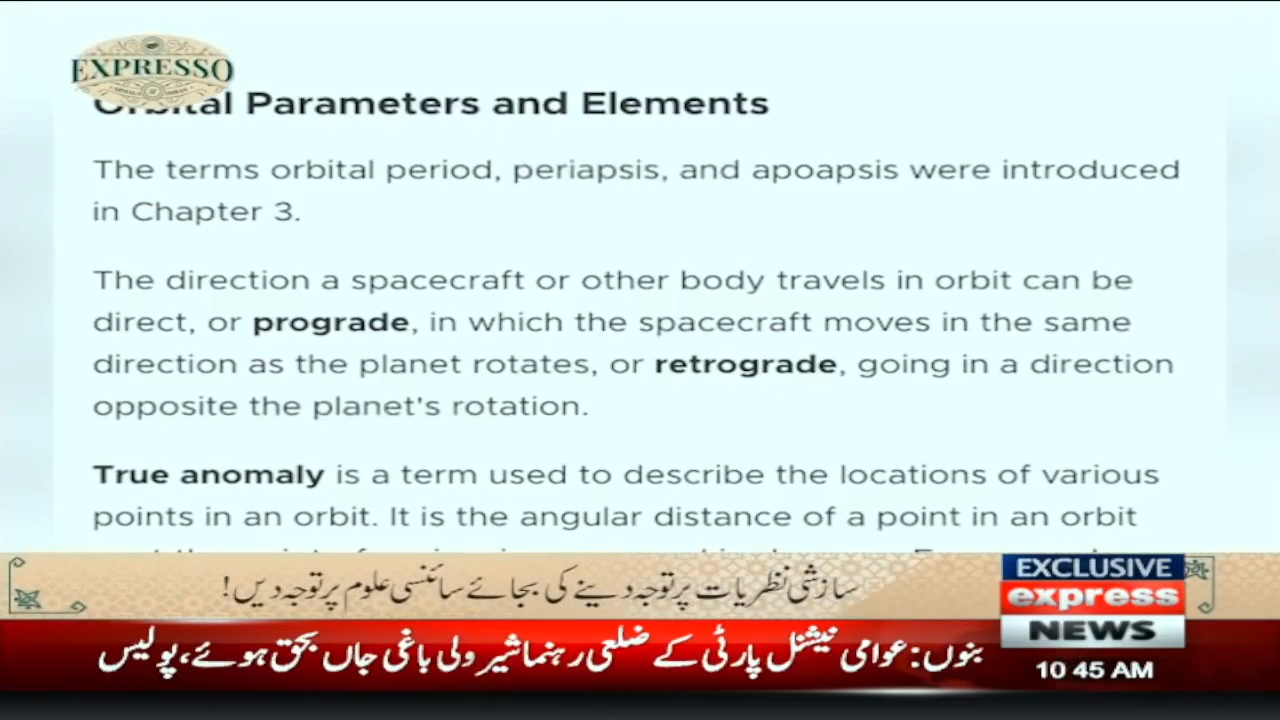 EXPRESSO
Orbital Parameters and Elements
The terms orbital period, periapsis, and apoapsis were introduced
in Chapter 3.
The direction a spacecraft or other body travels in orbit can be
direct, or prograde, in which the spacecraft moves in the same
direction as the planet rotates, or retrograde, going in a direction
opposite the planet's rotation.
True anomaly is a term used to describe the locations of various
points in an orbit. It is the angular distance of a point in an orbit
سازشی نظریات پر توجہ دینے کی بجائے سائنسی علوم پر توجہ دیں!
EXCLUSIVE
express
NEWS
بنوں: عوامی نیشنل پارٹی کے ضلعی رہنما شیر ولی باغی جاں بحق ہوئے، پولیس
10 45 AM